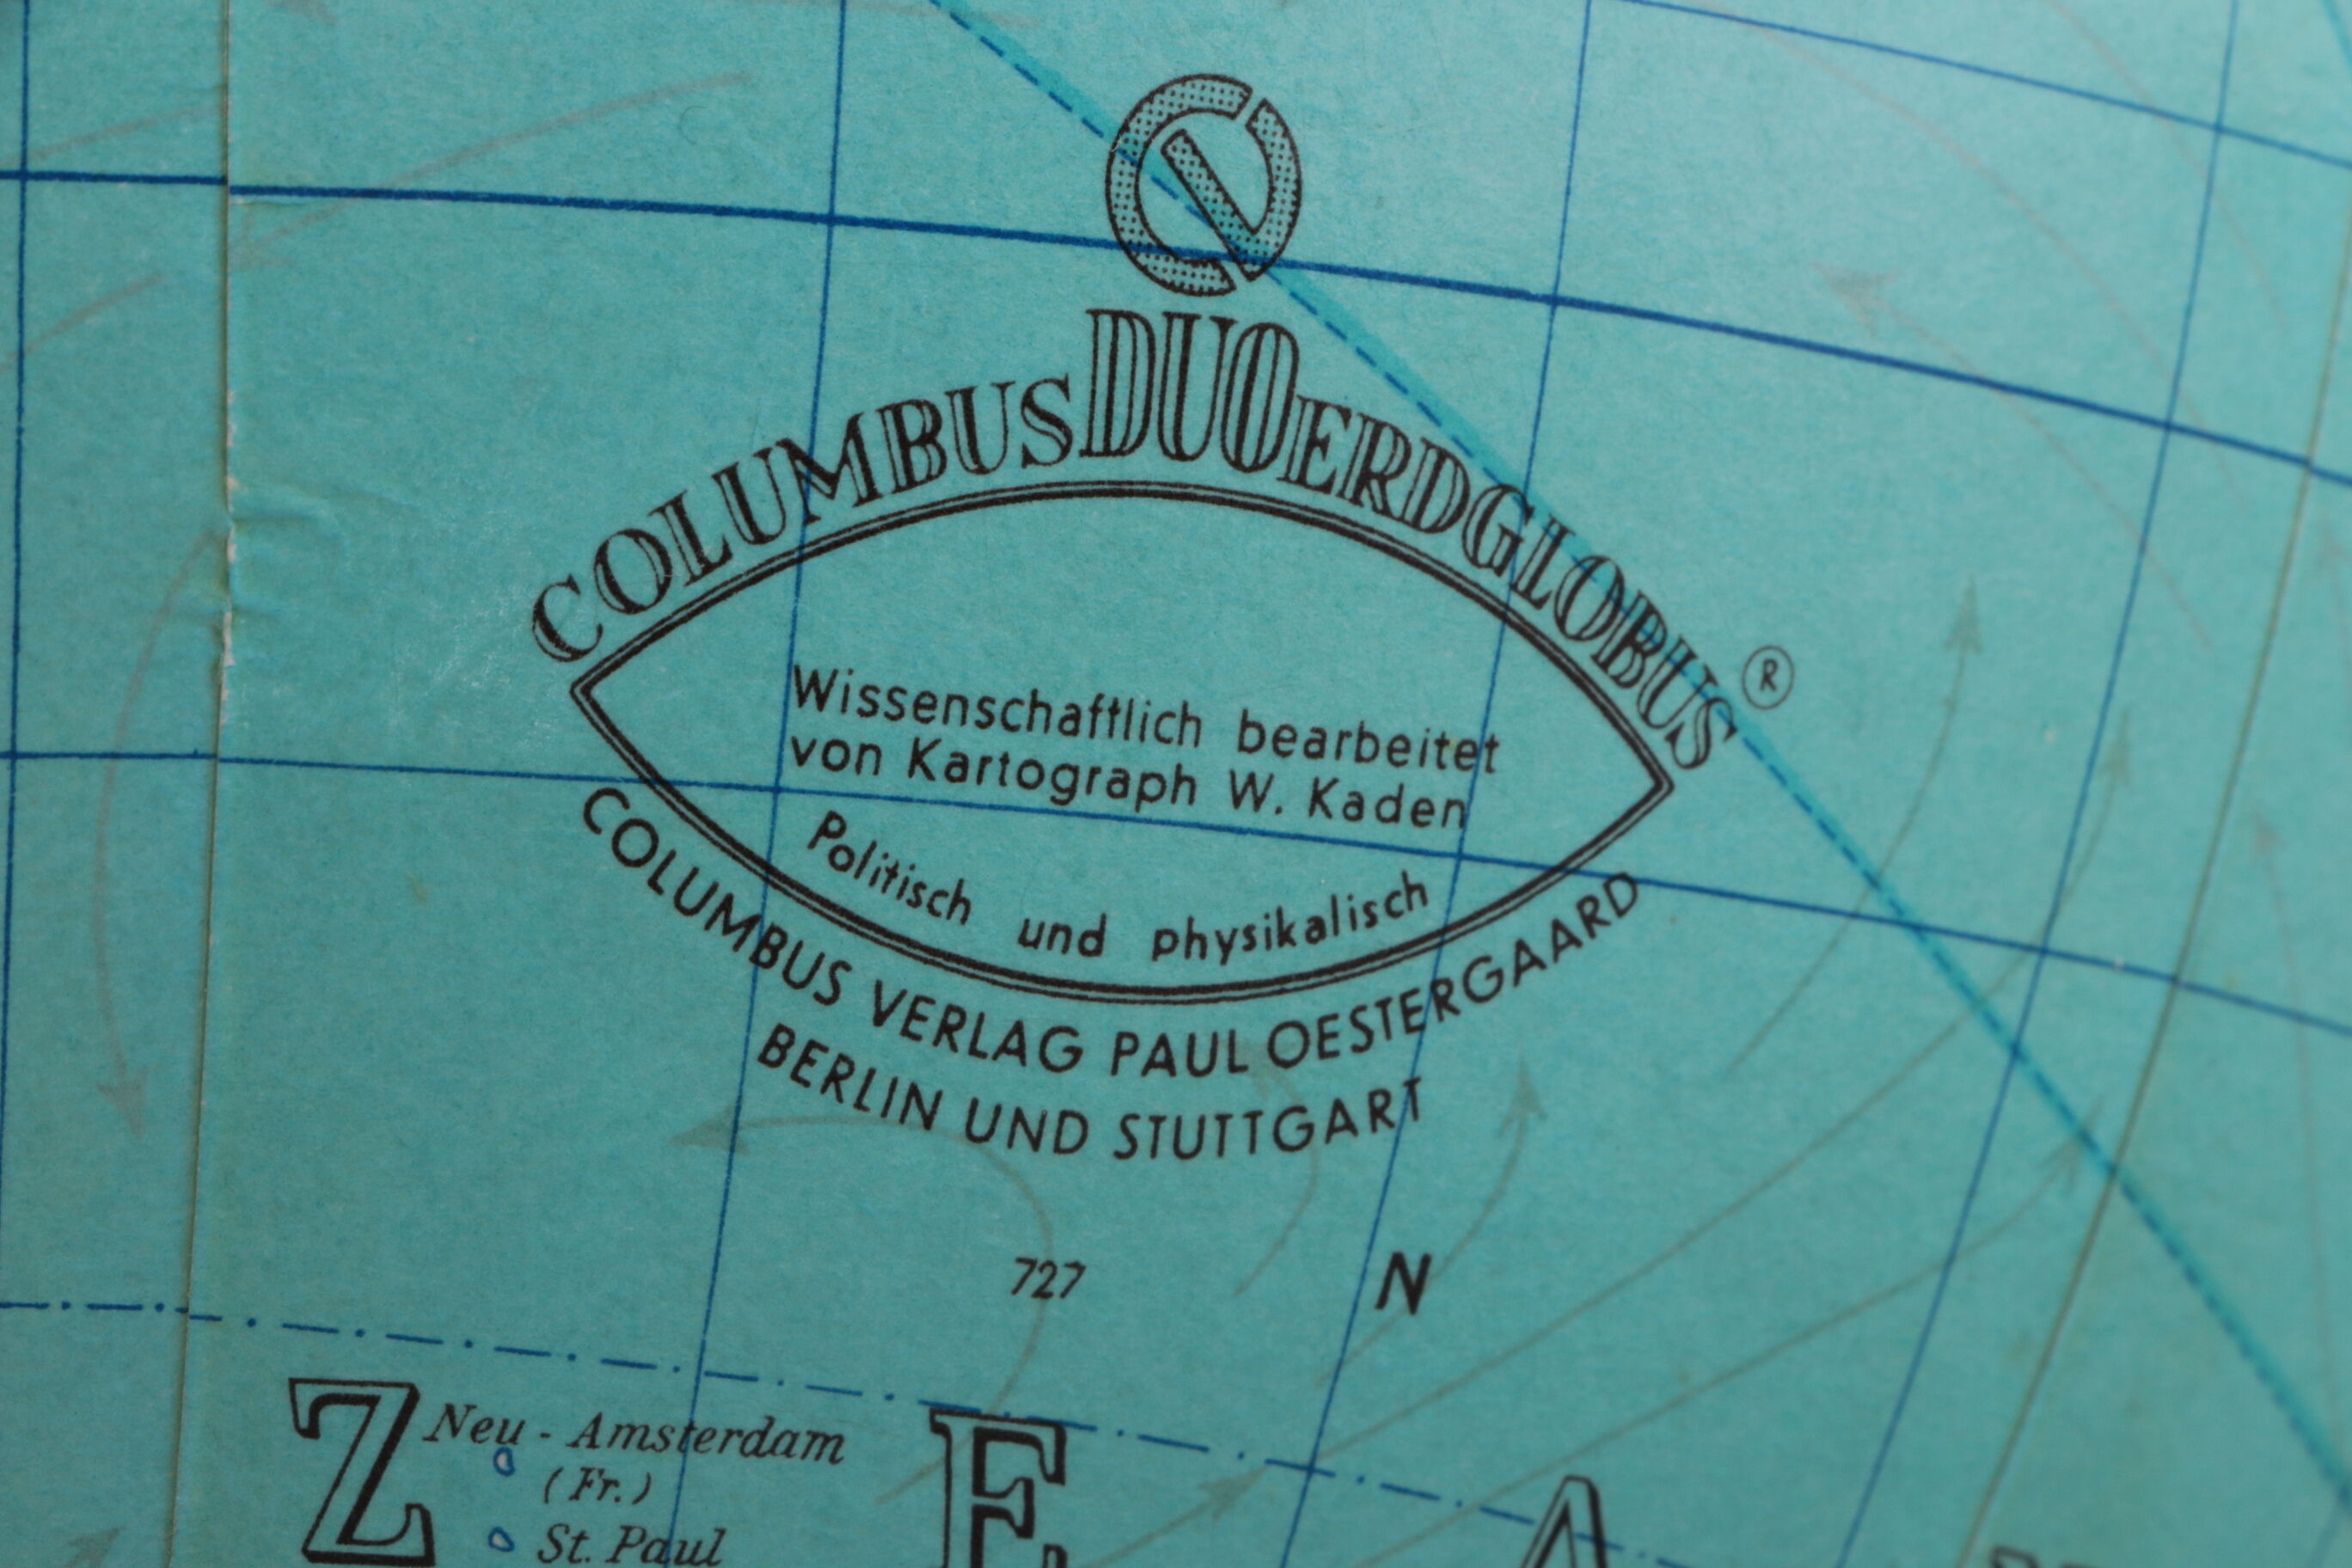 COLUMBUS DUO ERDGLOBUS ®
Wissenschaftlich bearbeitet
von Kartograph W. Kaden
Politisch und physikalisch
COLUMBUS VERLAG PAUL OESTERGAARD
BERLIN UND STUTTGART
727 N
Z E A
Neu - Amsterdam
(Fr.)
St. Paul